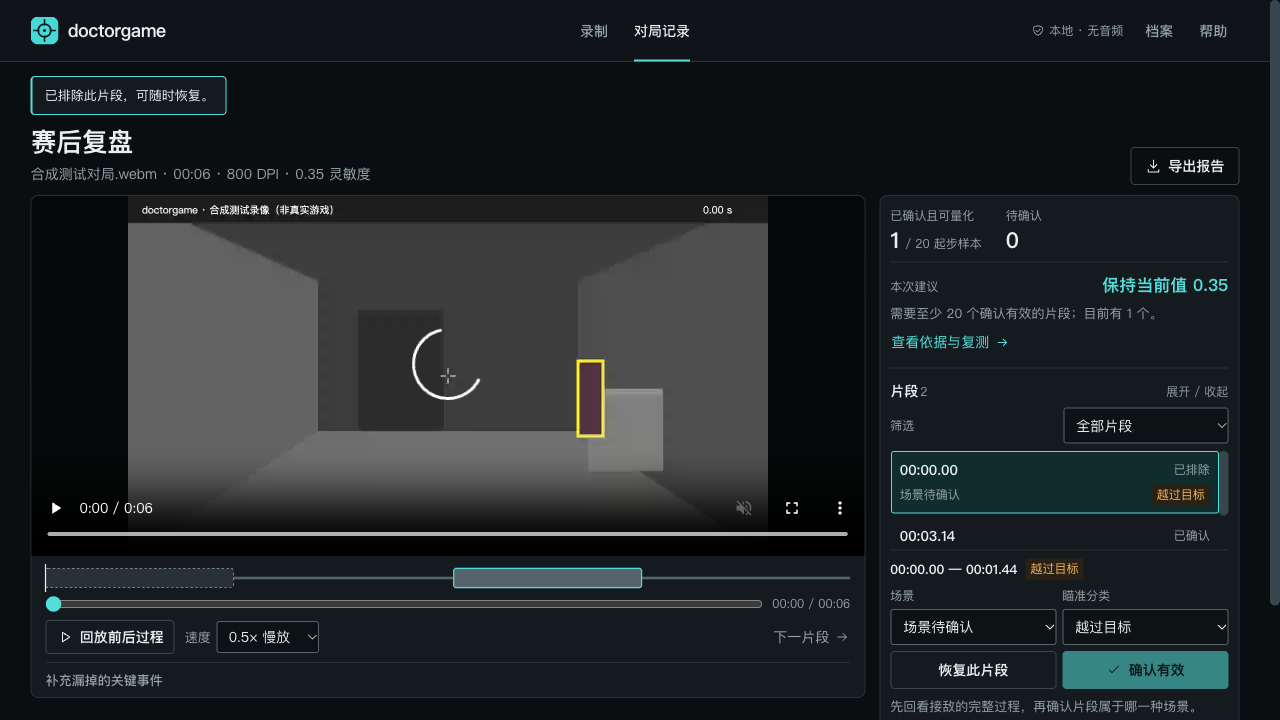 doctorgame
录制 对局记录
本地 · 无音频 档案 帮助
已排除此片段，可随时恢复。
赛后复盘
合成测试对局.webm · 00:06 · 800 DPI · 0.35 灵敏度
导出报告
doctorgame · 合成测试录像（非真实游戏） 0.00 s
0:00 / 0:06
00:00 / 00:06
回放前后过程 速度 0.5× 慢放 下一片段 →
补充漏掉的关键事件
已确认且可量化 待确认
1 / 20 起步样本 0
本次建议 保持当前值 0.35
需要至少 20 个确认有效的片段；目前有 1 个。
查看依据与复测 →
片段 2 展开 / 收起
筛选 全部片段
00:00.00 已排除
场景待确认 越过目标
00:03.14 已确认
00:00.00 — 00:01.44 越过目标
场景 瞄准分类
场景待确认 越过目标
恢复此片段 确认有效
先回看接敌的完整过程，再确认片段属于哪一种场景。